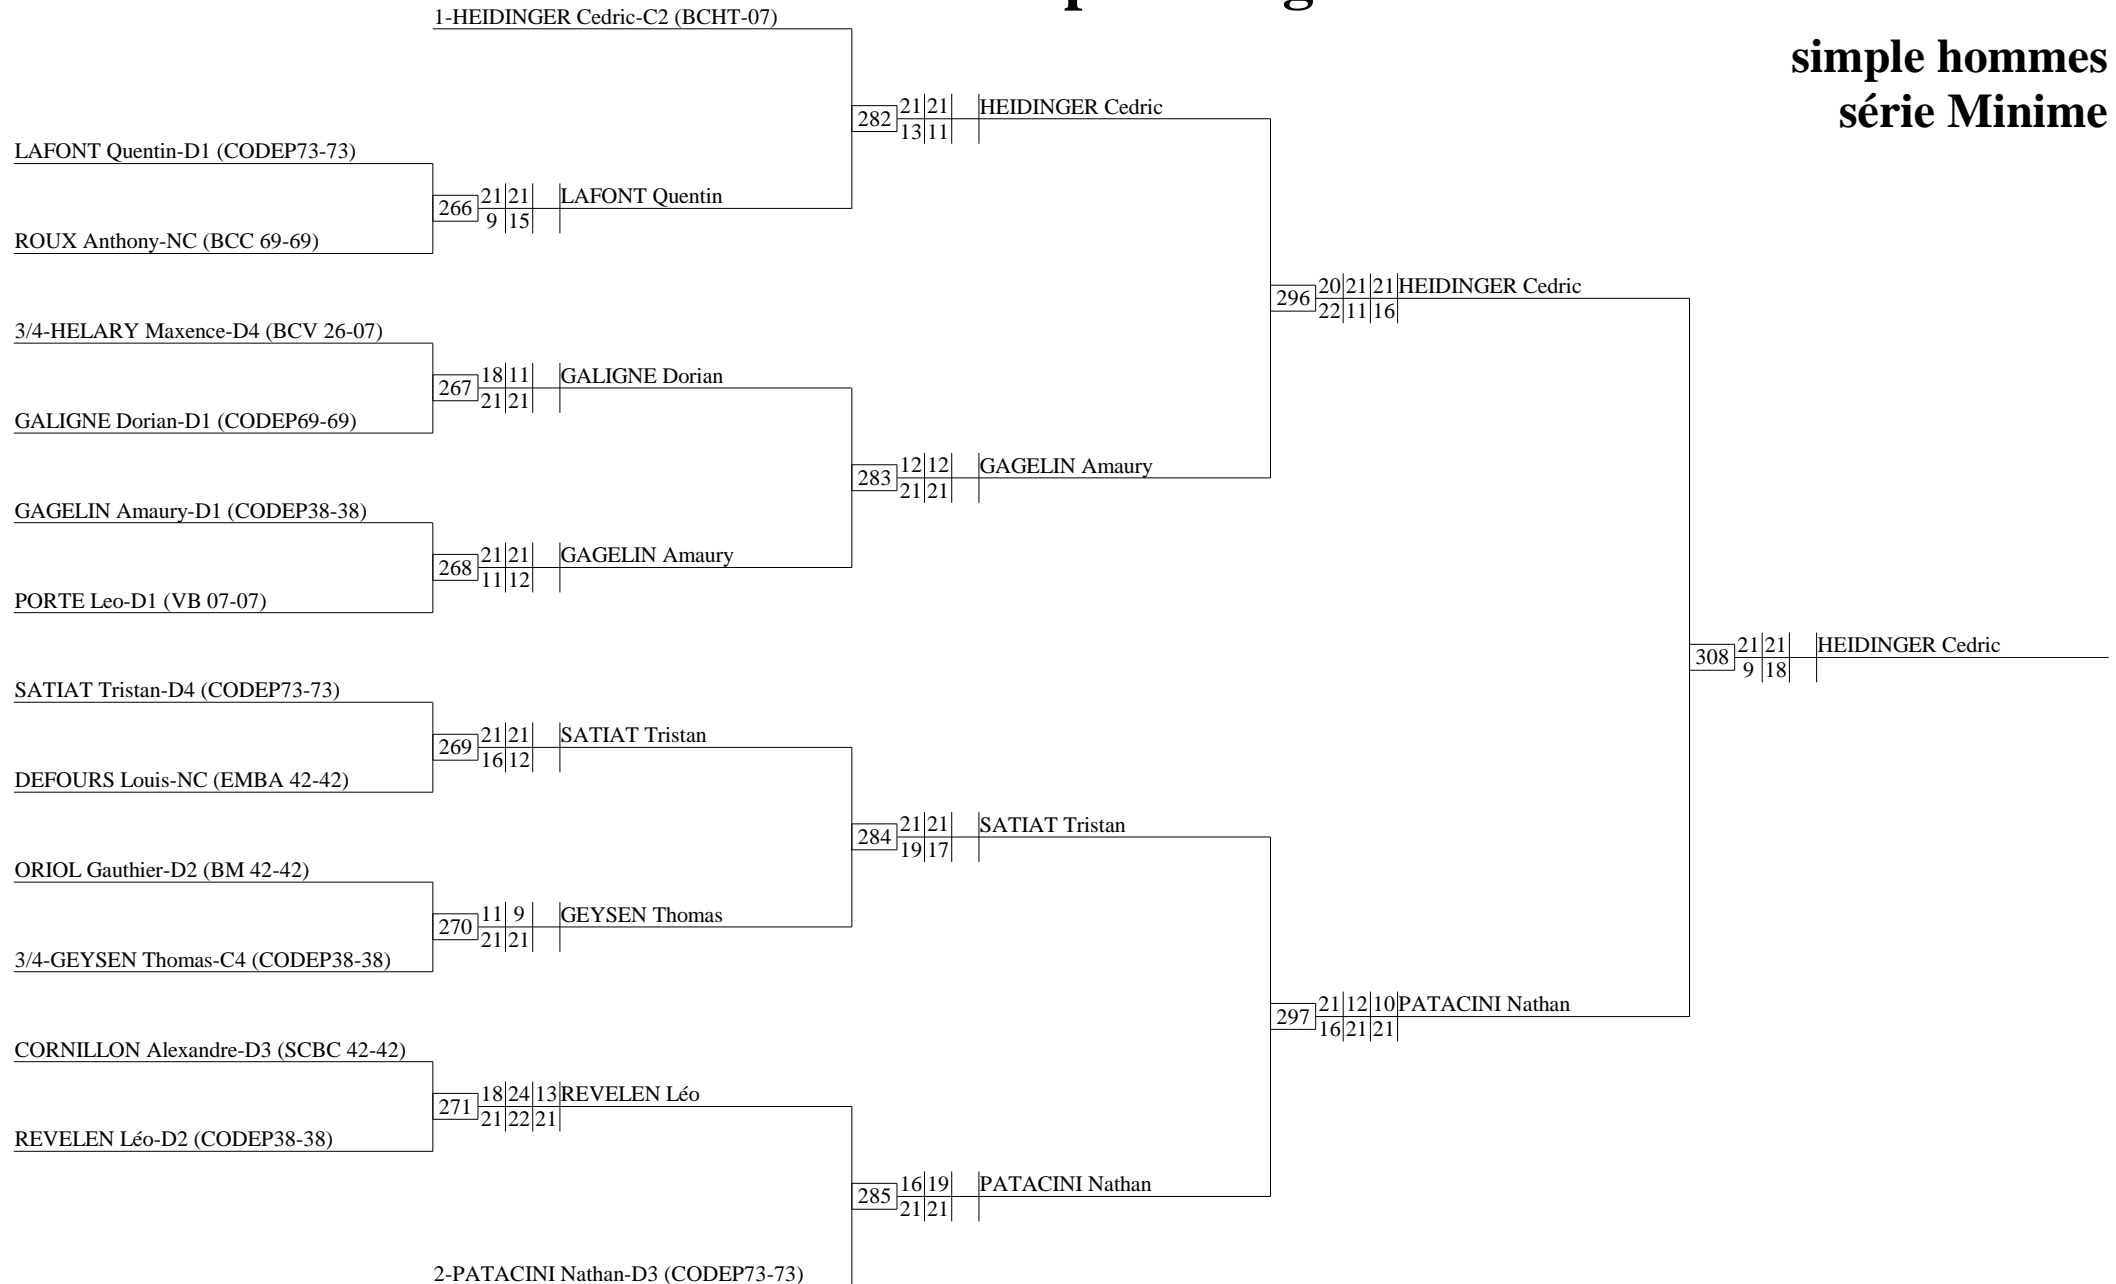 1-HEIDINGER Cedric-C2 (BCHT-07)
simple hommes
série Minime
282 21 21 HEIDINGER Cedric
13 11
LAFONT Quentin-D1 (CODEP73-73)
266 21 21 LAFONT Quentin
9 15
ROUX Anthony-NC (BCC 69-69)
296 20 21 21 HEIDINGER Cedric
22 11 16
3/4-HELARY Maxence-D4 (BCV 26-07)
267 18 11 GALIGNE Dorian
21 21
GALIGNE Dorian-D1 (CODEP69-69)
283 12 12 GAGELIN Amaury
21 21
GAGELIN Amaury-D1 (CODEP38-38)
268 21 21 GAGELIN Amaury
11 12
PORTE Leo-D1 (VB 07-07)
308 21 21 HEIDINGER Cedric
9 18
SATIAT Tristan-D4 (CODEP73-73)
269 21 21 SATIAT Tristan
16 12
DEFOURS Louis-NC (EMBA 42-42)
284 21 21 SATIAT Tristan
19 17
ORIOL Gauthier-D2 (BM 42-42)
270 11 9 GEYSEN Thomas
21 21
3/4-GEYSEN Thomas-C4 (CODEP38-38)
297 21 12 10 PATACINI Nathan
16 21 21
CORNILLON Alexandre-D3 (SCBC 42-42)
271 18 24 13 REVELEN Léo
21 22 21
REVELEN Léo-D2 (CODEP38-38)
285 16 19 PATACINI Nathan
21 21
2-PATACINI Nathan-D3 (CODEP73-73)